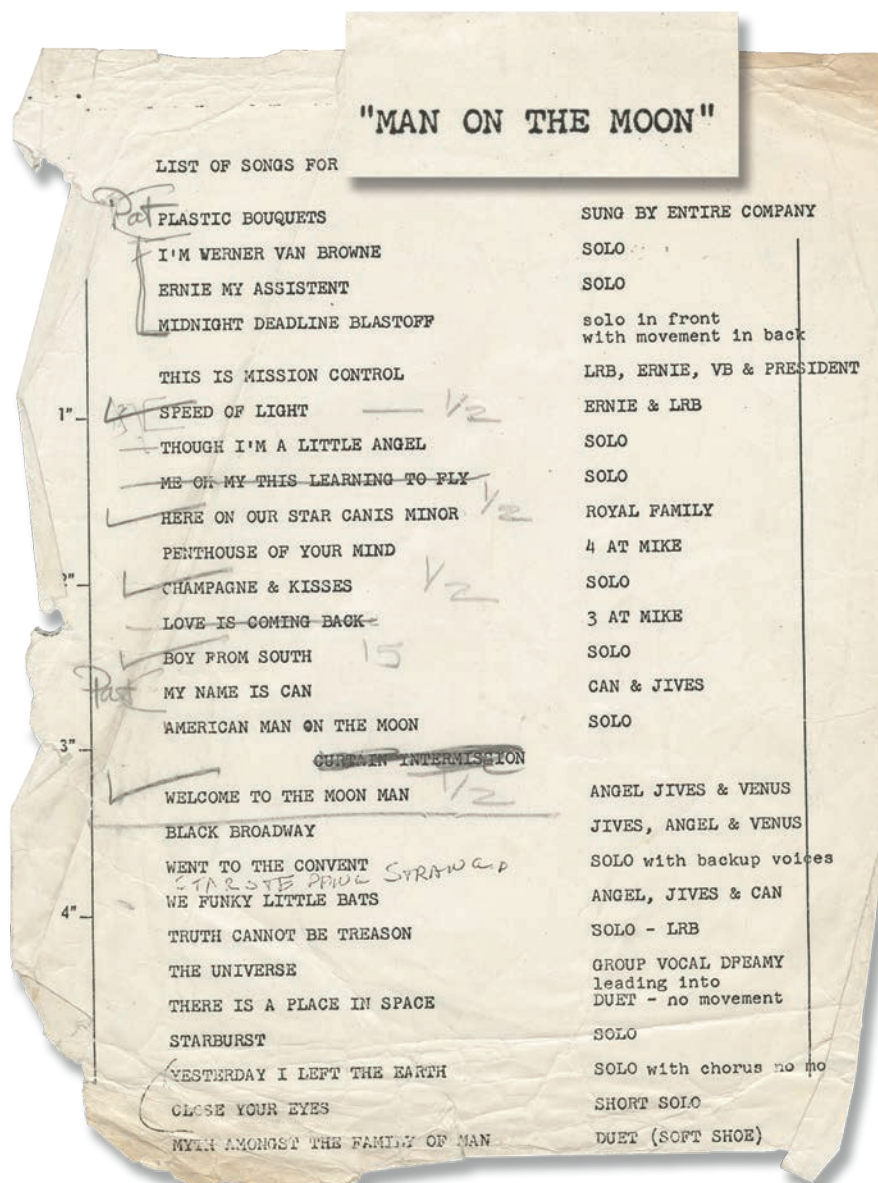 "MAN ON THE MOON"
LIST OF SONGS FOR
Pat PLASTIC BOUQUETS SUNG BY ENTIRE COMPANY
I'M WERNER VAN BROWNE SOLO
ERNIE MY ASSISTENT SOLO
MIDNIGHT DEADLINE BLASTOFF solo in front
with movement in back
THIS IS MISSION CONTROL LRB, ERNIE, VB & PRESIDENT
1" SPEED OF LIGHT — 1/2 ERNIE & LRB
THOUGH I'M A LITTLE ANGEL SOLO
ME OH MY THIS LEARNING TO FLY SOLO
HERE ON OUR STAR CANIS MINOR 1/2 ROYAL FAMILY
PENTHOUSE OF YOUR MIND 4 AT MIKE
2" CHAMPAGNE & KISSES 1/2 SOLO
LOVE IS COMING BACK 3 AT MIKE
BOY FROM SOUTH 15 SOLO
Pat MY NAME IS CAN CAN & JIVES
AMERICAN MAN ON THE MOON SOLO
3" CURTAIN INTERMISSION
WELCOME TO THE MOON MAN 1/2 ANGEL JIVES & VENUS
BLACK BROADWAY JIVES, ANGEL & VENUS
WENT TO THE CONVENT SOLO with backup voices
WE FUNKY LITTLE BATS ANGEL, JIVES & CAN
4" TRUTH CANNOT BE TREASON SOLO - LRB
THE UNIVERSE GROUP VOCAL DPEAMY
leading into
THERE IS A PLACE IN SPACE DUET - no movement
STARBURST SOLO
YESTERDAY I LEFT THE EARTH SOLO with chorus no mo
CLOSE YOUR EYES SHORT SOLO
MYTH AMONGST THE FAMILY OF MAN DUET (SOFT SHOE)